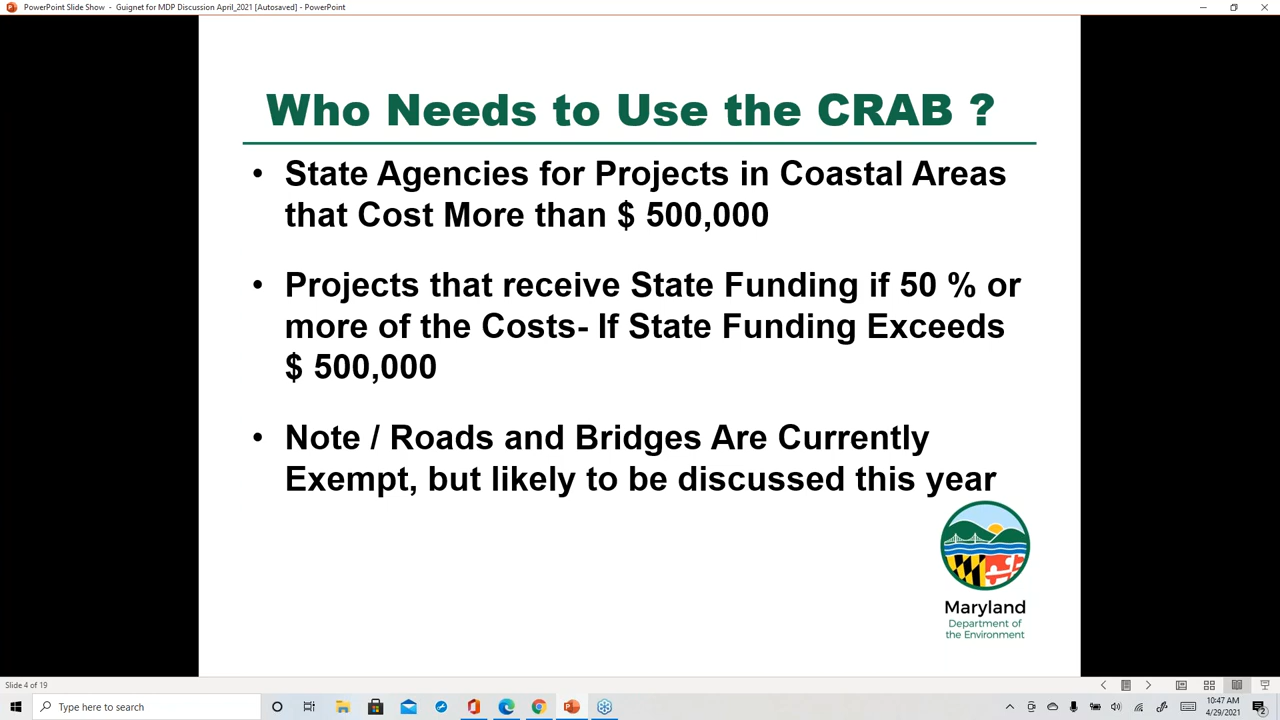 PowerPoint Slide Show - Guignet for MDP Discussion April_2021 [Autosaved] - PowerPoint
Who Needs to Use the CRAB ?
• State Agencies for Projects in Coastal Areas
that Cost More than $ 500,000
• Projects that receive State Funding if 50 % or
more of the Costs- If State Funding Exceeds
$ 500,000
• Note / Roads and Bridges Are Currently
Exempt, but likely to be discussed this year
Maryland
Department of
the Environment
Slide 4 of 19
Type here to search
10:47 AM
4/29/2021
2